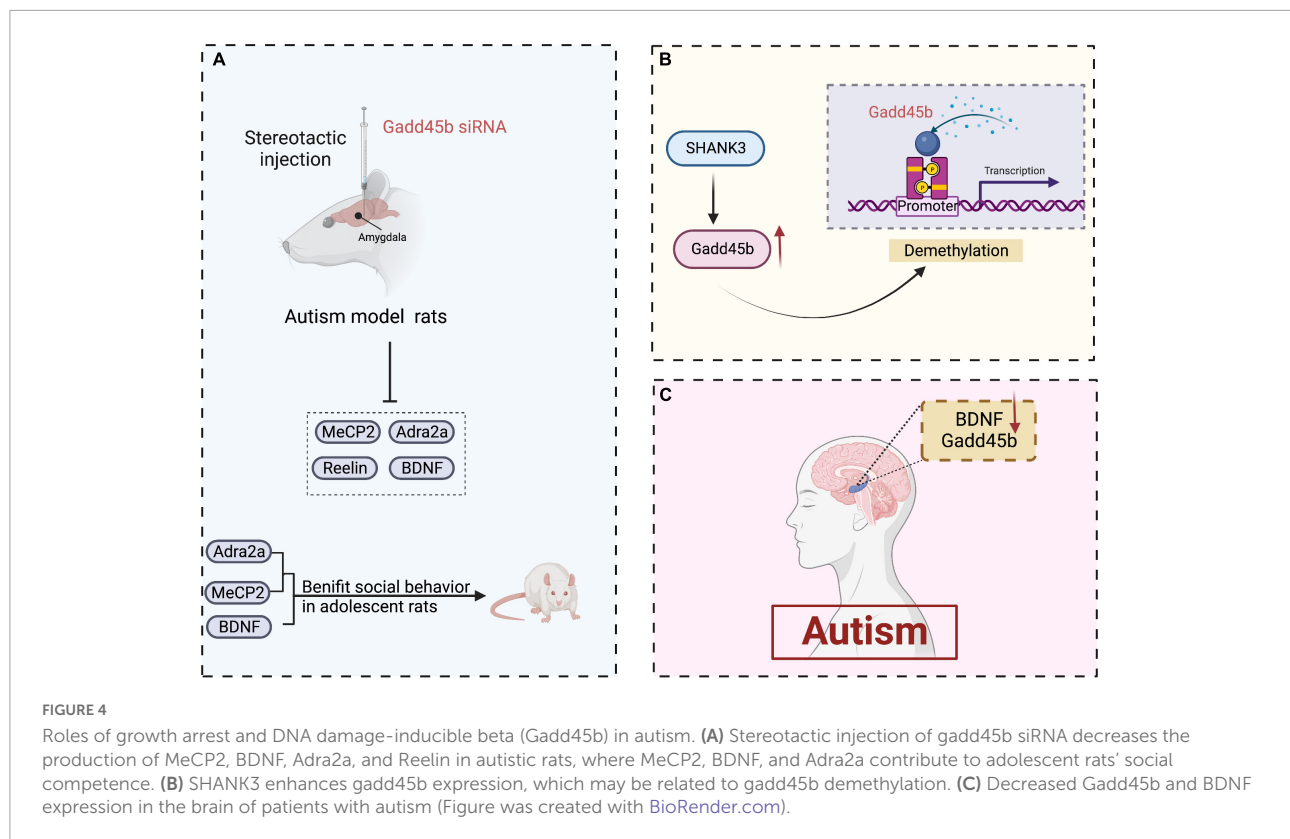 A
Stereotactic
injection
Gadd45b siRNA
Amygdala
Autism model rats
MeCP2
Adra2a
Reelin
BDNF
Adra2a
MeCP2
BDNF
Benifit social behavior
in adolescent rats
B
SHANK3
Gadd45b
Gadd45b
P
P
Promoter
Transcription
Demethylation
C
BDNF
Gadd45b
Autism
FIGURE 4
Roles of growth arrest and DNA damage-inducible beta (Gadd45b) in autism. (A) Stereotactic injection of gadd45b siRNA decreases the
production of MeCP2, BDNF, Adra2a, and Reelin in autistic rats, where MeCP2, BDNF, and Adra2a contribute to adolescent rats' social
competence. (B) SHANK3 enhances gadd45b expression, which may be related to gadd45b demethylation. (C) Decreased Gadd45b and BDNF
expression in the brain of patients with autism (Figure was created with BioRender.com).